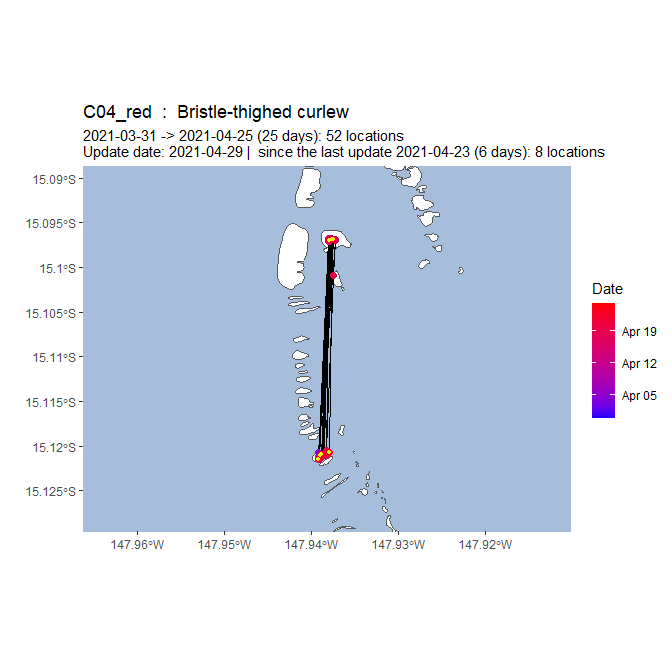 C04_red  :  Bristle-thighed curlew
2021-03-31 -> 2021-04-25 (25 days): 52 locations
Update date: 2021-04-29 |  since the last update 2021-04-23 (6 days): 8 locations
15.09°S
15.095°S
15.1°S
15.105°S
15.11°S
15.115°S
15.12°S
15.125°S
147.96°W
147.95°W
147.94°W
147.93°W
147.92°W
Date
Apr 19
Apr 12
Apr 05